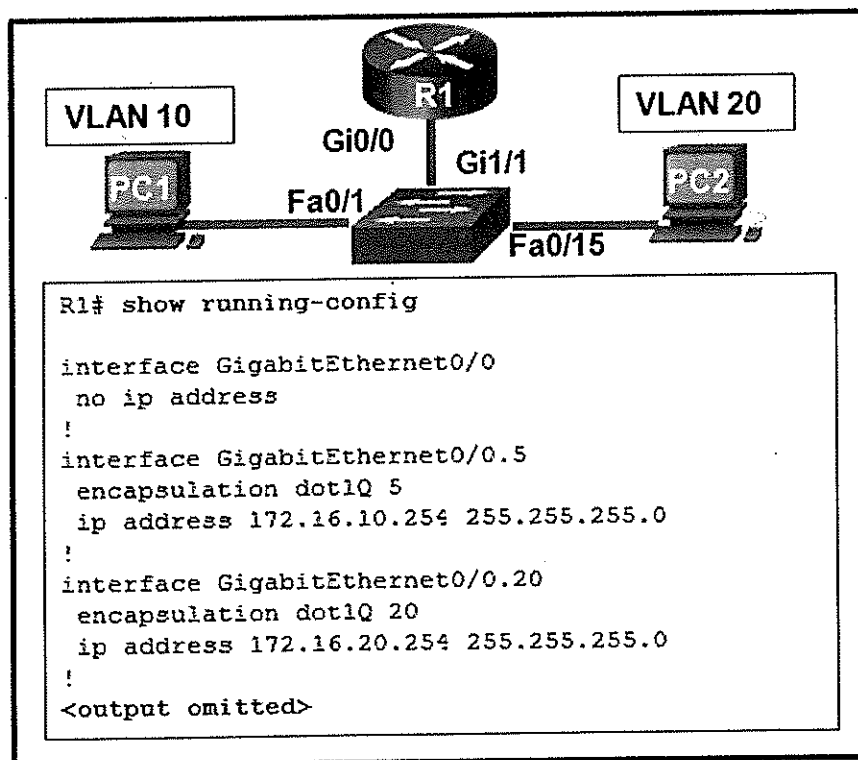 R1
VLAN 10
VLAN 20
Gi0/0
Gi1/1
PC1
PC2
Fa0/1
Fa0/15
R1# show running-config
interface GigabitEthernet0/0
no ip address
!
interface GigabitEthernet0/0.5
encapsulation dot1Q 5
ip address 172.16.10.254 255.255.255.0
!
interface GigabitEthernet0/0.20
encapsulation dot1Q 20
ip address 172.16.20.254 255.255.255.0
!
<output omitted>